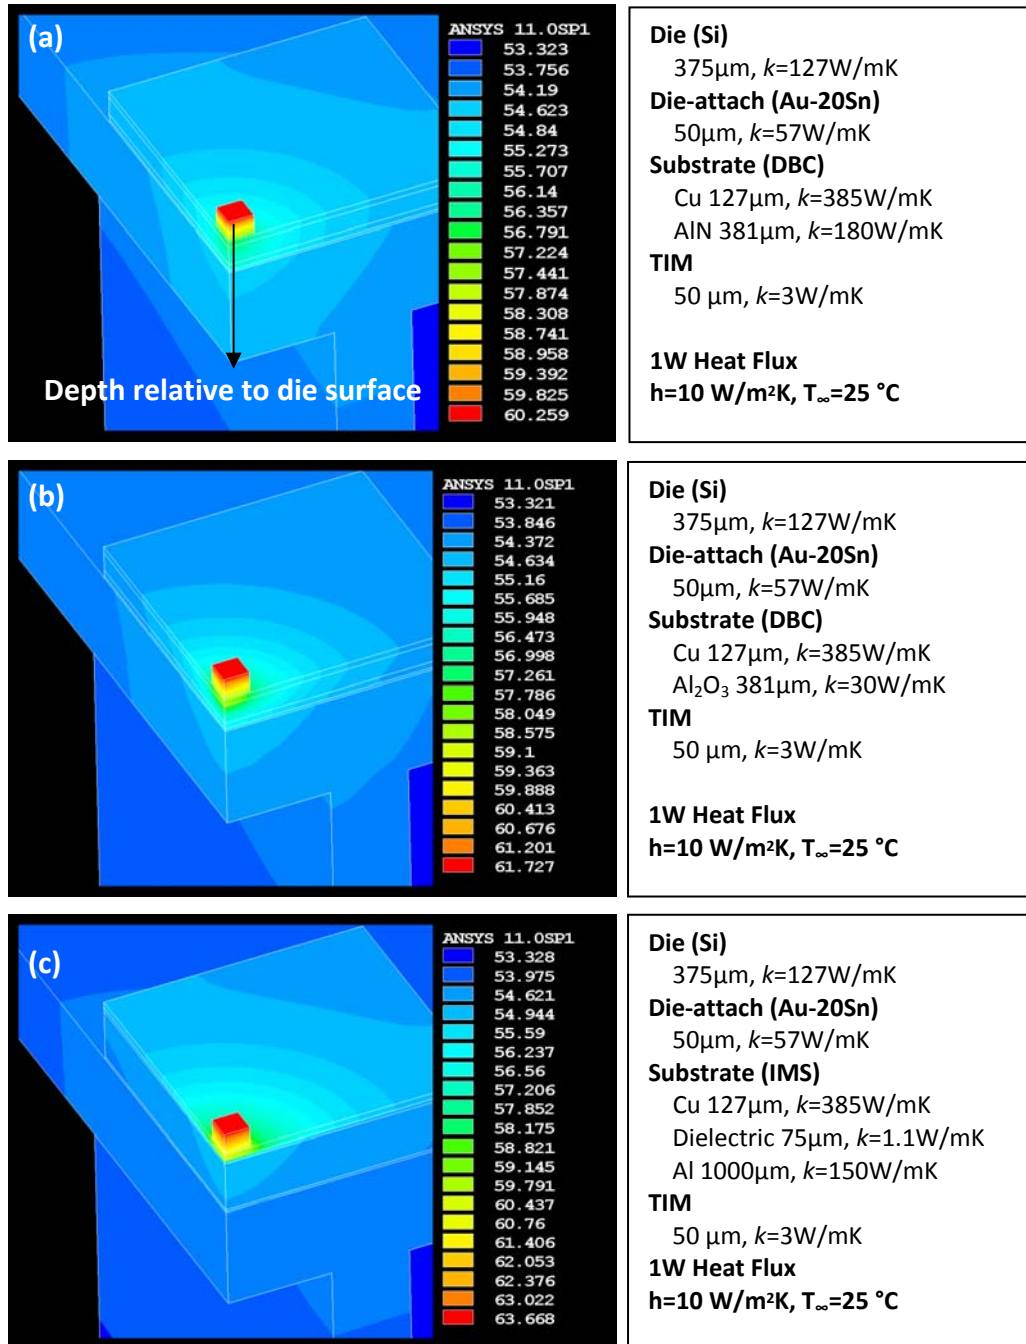 (a)
ANSYS 11.0SP1
53.323
53.756
54.19
54.623
54.84
55.273
55.707
56.14
56.357
56.791
57.224
57.441
57.874
58.308
58.741
58.958
59.392
59.825
60.259
Depth relative to die surface
Die (Si)
375μm, k=127W/mK
Die-attach (Au-20Sn)
50μm, k=57W/mK
Substrate (DBC)
Cu 127μm, k=385W/mK
AlN 381μm, k=180W/mK
TIM
50 μm, k=3W/mK
1W Heat Flux
h=10 W/m²K, T∞=25 °C
(b)
ANSYS 11.0SP1
53.321
53.846
54.372
54.634
55.16
55.685
55.948
56.473
56.998
57.261
57.786
58.049
58.575
59.1
59.363
59.888
60.413
60.676
61.201
61.727
Die (Si)
375μm, k=127W/mK
Die-attach (Au-20Sn)
50μm, k=57W/mK
Substrate (DBC)
Cu 127μm, k=385W/mK
Al₂O₃ 381μm, k=30W/mK
TIM
50 μm, k=3W/mK
1W Heat Flux
h=10 W/m²K, T∞=25 °C
(c)
ANSYS 11.0SP1
53.328
53.975
54.621
54.944
55.59
56.237
56.56
57.206
57.852
58.175
58.821
59.145
59.791
60.437
60.76
61.406
62.053
62.376
63.022
63.668
Die (Si)
375μm, k=127W/mK
Die-attach (Au-20Sn)
50μm, k=57W/mK
Substrate (IMS)
Cu 127μm, k=385W/mK
Dielectric 75μm, k=1.1W/mK
Al 1000μm, k=150W/mK
TIM
50 μm, k=3W/mK
1W Heat Flux
h=10 W/m²K, T∞=25 °C